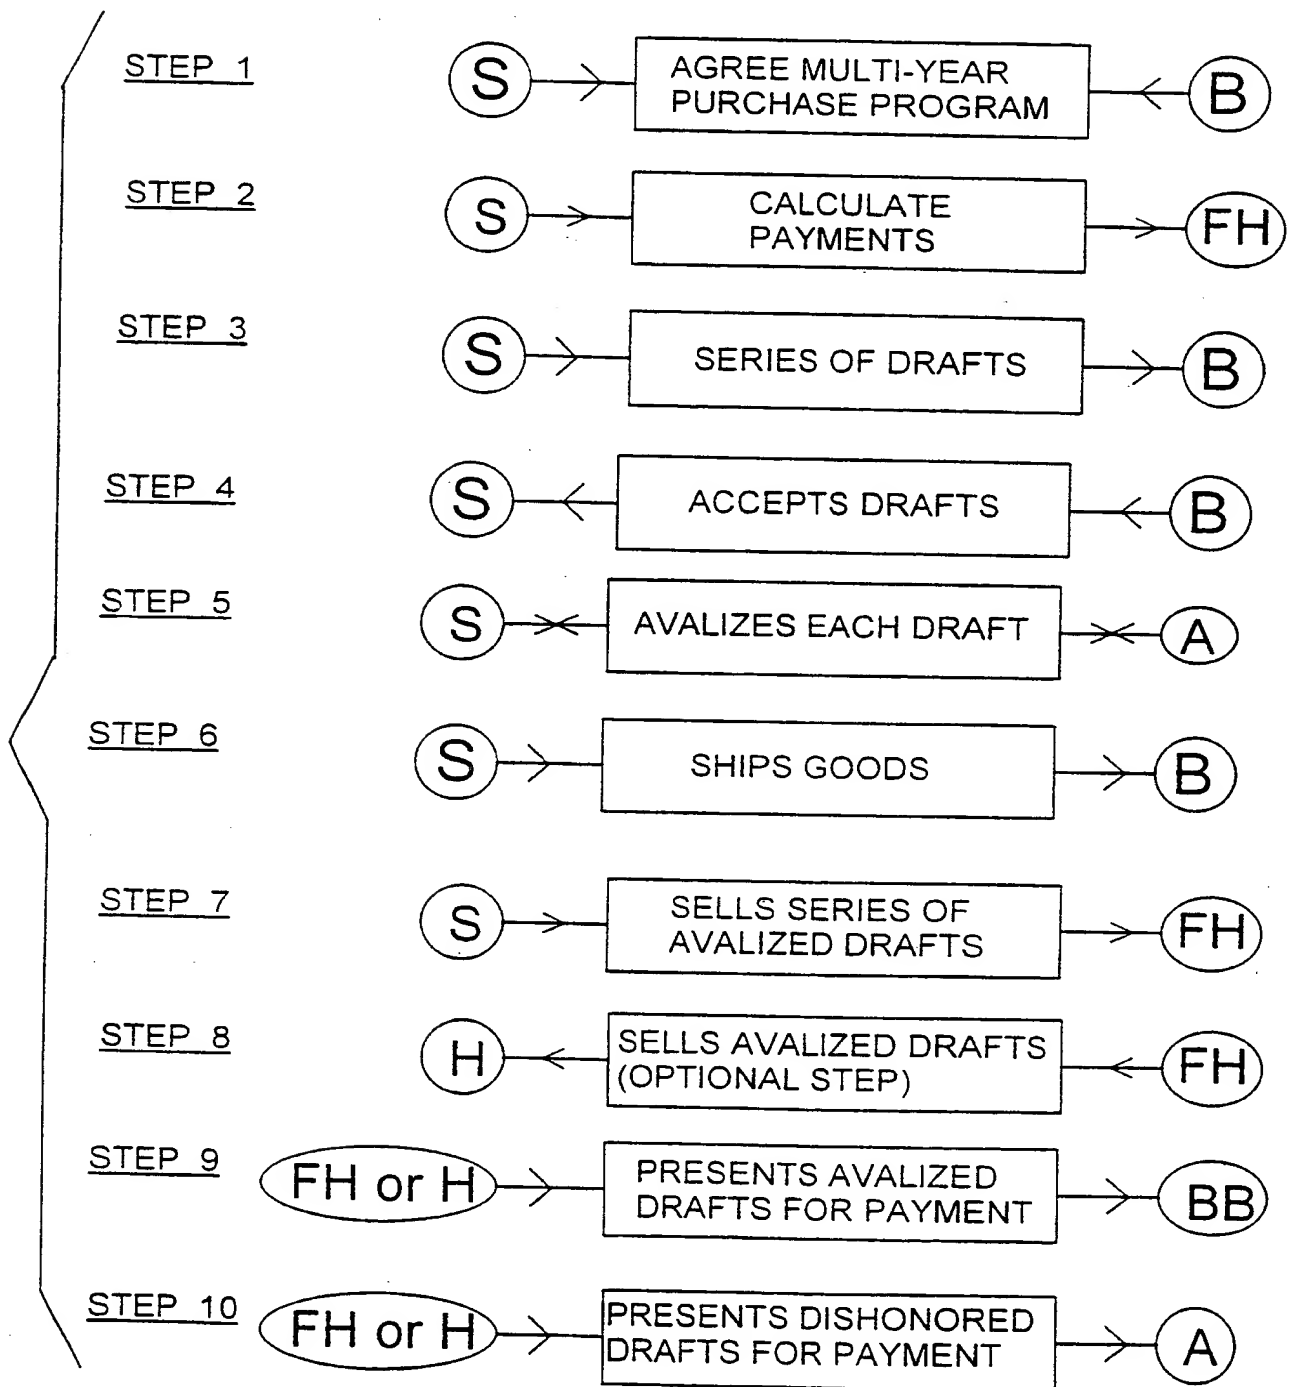 STEP 1
S
AGREE MULTI-YEAR
PURCHASE PROGRAM
B
STEP 2
S
CALCULATE
PAYMENTS
FH
STEP 3
S
SERIES OF DRAFTS
B
STEP 4
S
ACCEPTS DRAFTS
B
STEP 5
S
AVALIZES EACH DRAFT
A
STEP 6
S
SHIPS GOODS
B
STEP 7
S
SELLS SERIES OF
AVALIZED DRAFTS
FH
STEP 8
H
SELLS AVALIZED DRAFTS
(OPTIONAL STEP)
FH
STEP 9
FH or H
PRESENTS AVALIZED
DRAFTS FOR PAYMENT
BB
STEP 10
FH or H
PRESENTS DISHONORED
DRAFTS FOR PAYMENT
A